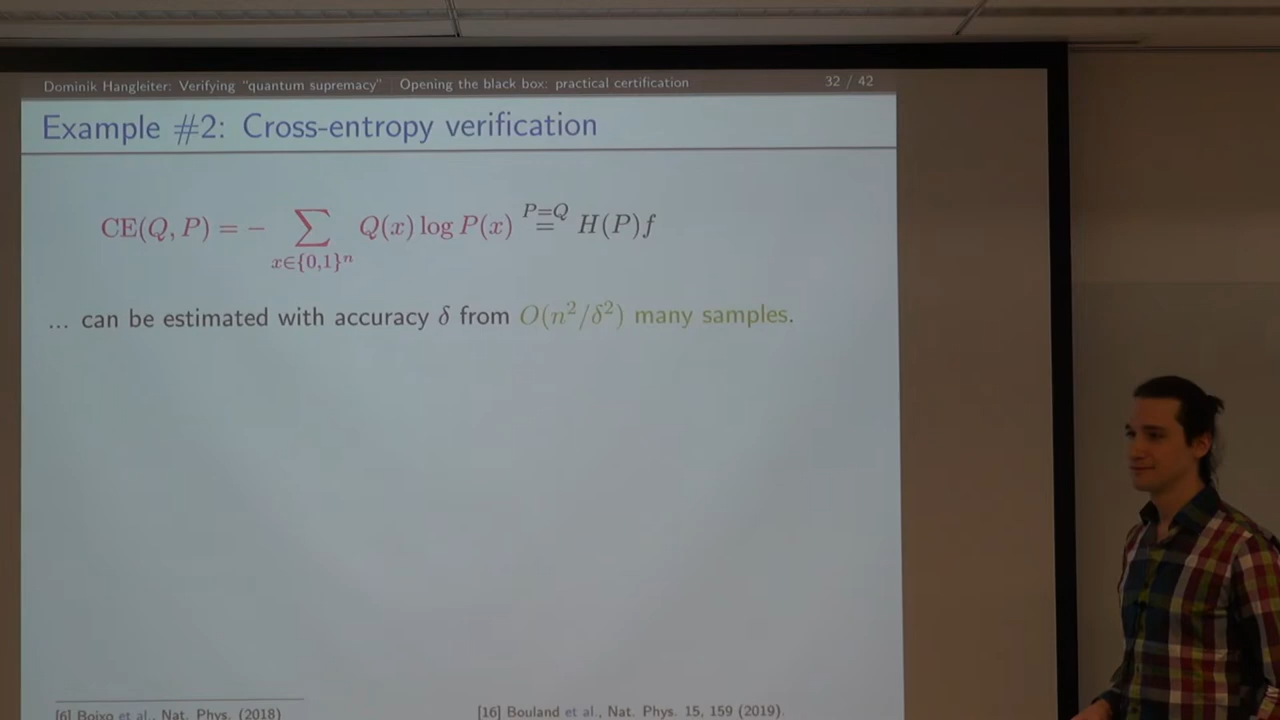 Dominik Hangleiter: Verifying "quantum supremacy" Opening the black box: practical certification 32 / 42
Example #2: Cross-entropy verification
CE(Q, P) = − ∑ Q(x) log P(x) = H(P)f
P=Q
x∈{0,1}ⁿ
... can be estimated with accuracy δ from O(n²/δ²) many samples.
[6] Boixo et al., Nat. Phys. (2018) [16] Bouland et al., Nat. Phys. 15, 159 (2019).